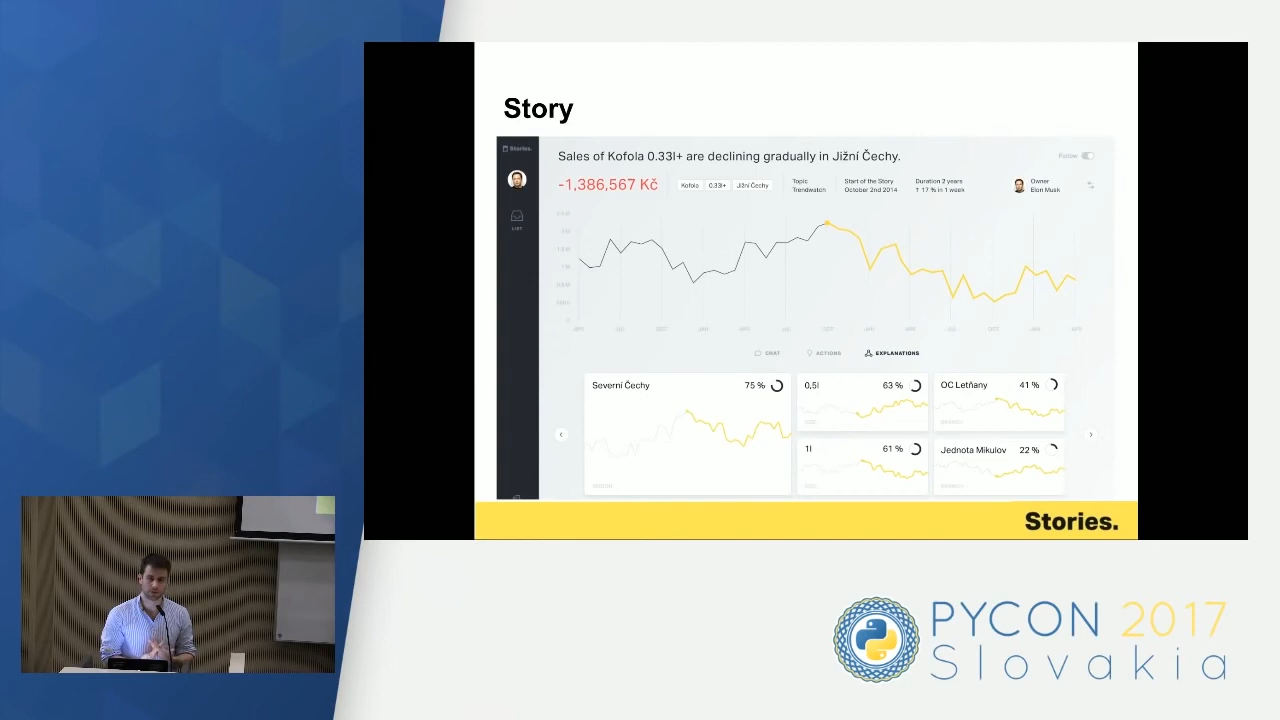 Story
Stories.
Sales of Kofola 0.33l+ are declining gradually in Jižní Čechy.
Follow
-1,386,567 Kč
Kofola 0.33l+ Jižní Čechy
Topic
Trendwatch
Start of the Story
October 2nd 2014
Duration 2 years
↑ 17 % in 1 week
Owner
Elon Musk
CHAT ACTIONS EXPLANATIONS
Severní Čechy 75 %
0,5l 63 %
OC Letňany 41 %
1l 61 %
Jednota Mikulov 22 %
Stories.
PYCON 2017
Slovakia